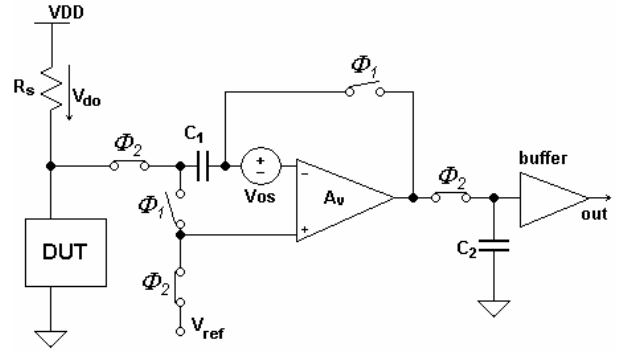 VDD
Rs
Vdo
Φ1
Φ2
C1
+
−
Vos
−
Av
+
Φ2
buffer
out
Φ1
DUT
C2
Φ2
Vref